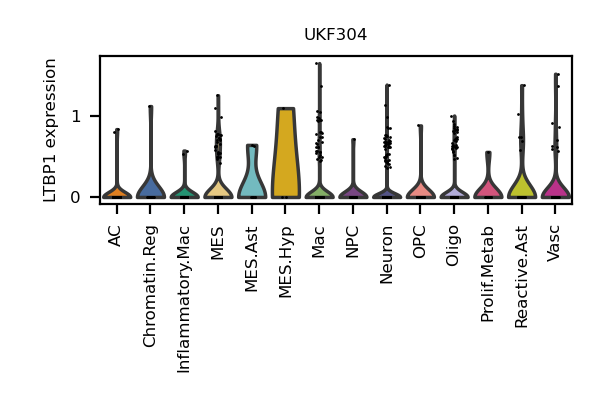 UKF304
LTBP1 expression
1
0
AC
Chromatin.Reg
Inflammatory.Mac
MES
MES.Ast
MES.Hyp
Mac
NPC
Neuron
OPC
Oligo
Prolif.Metab
Reactive.Ast
Vasc